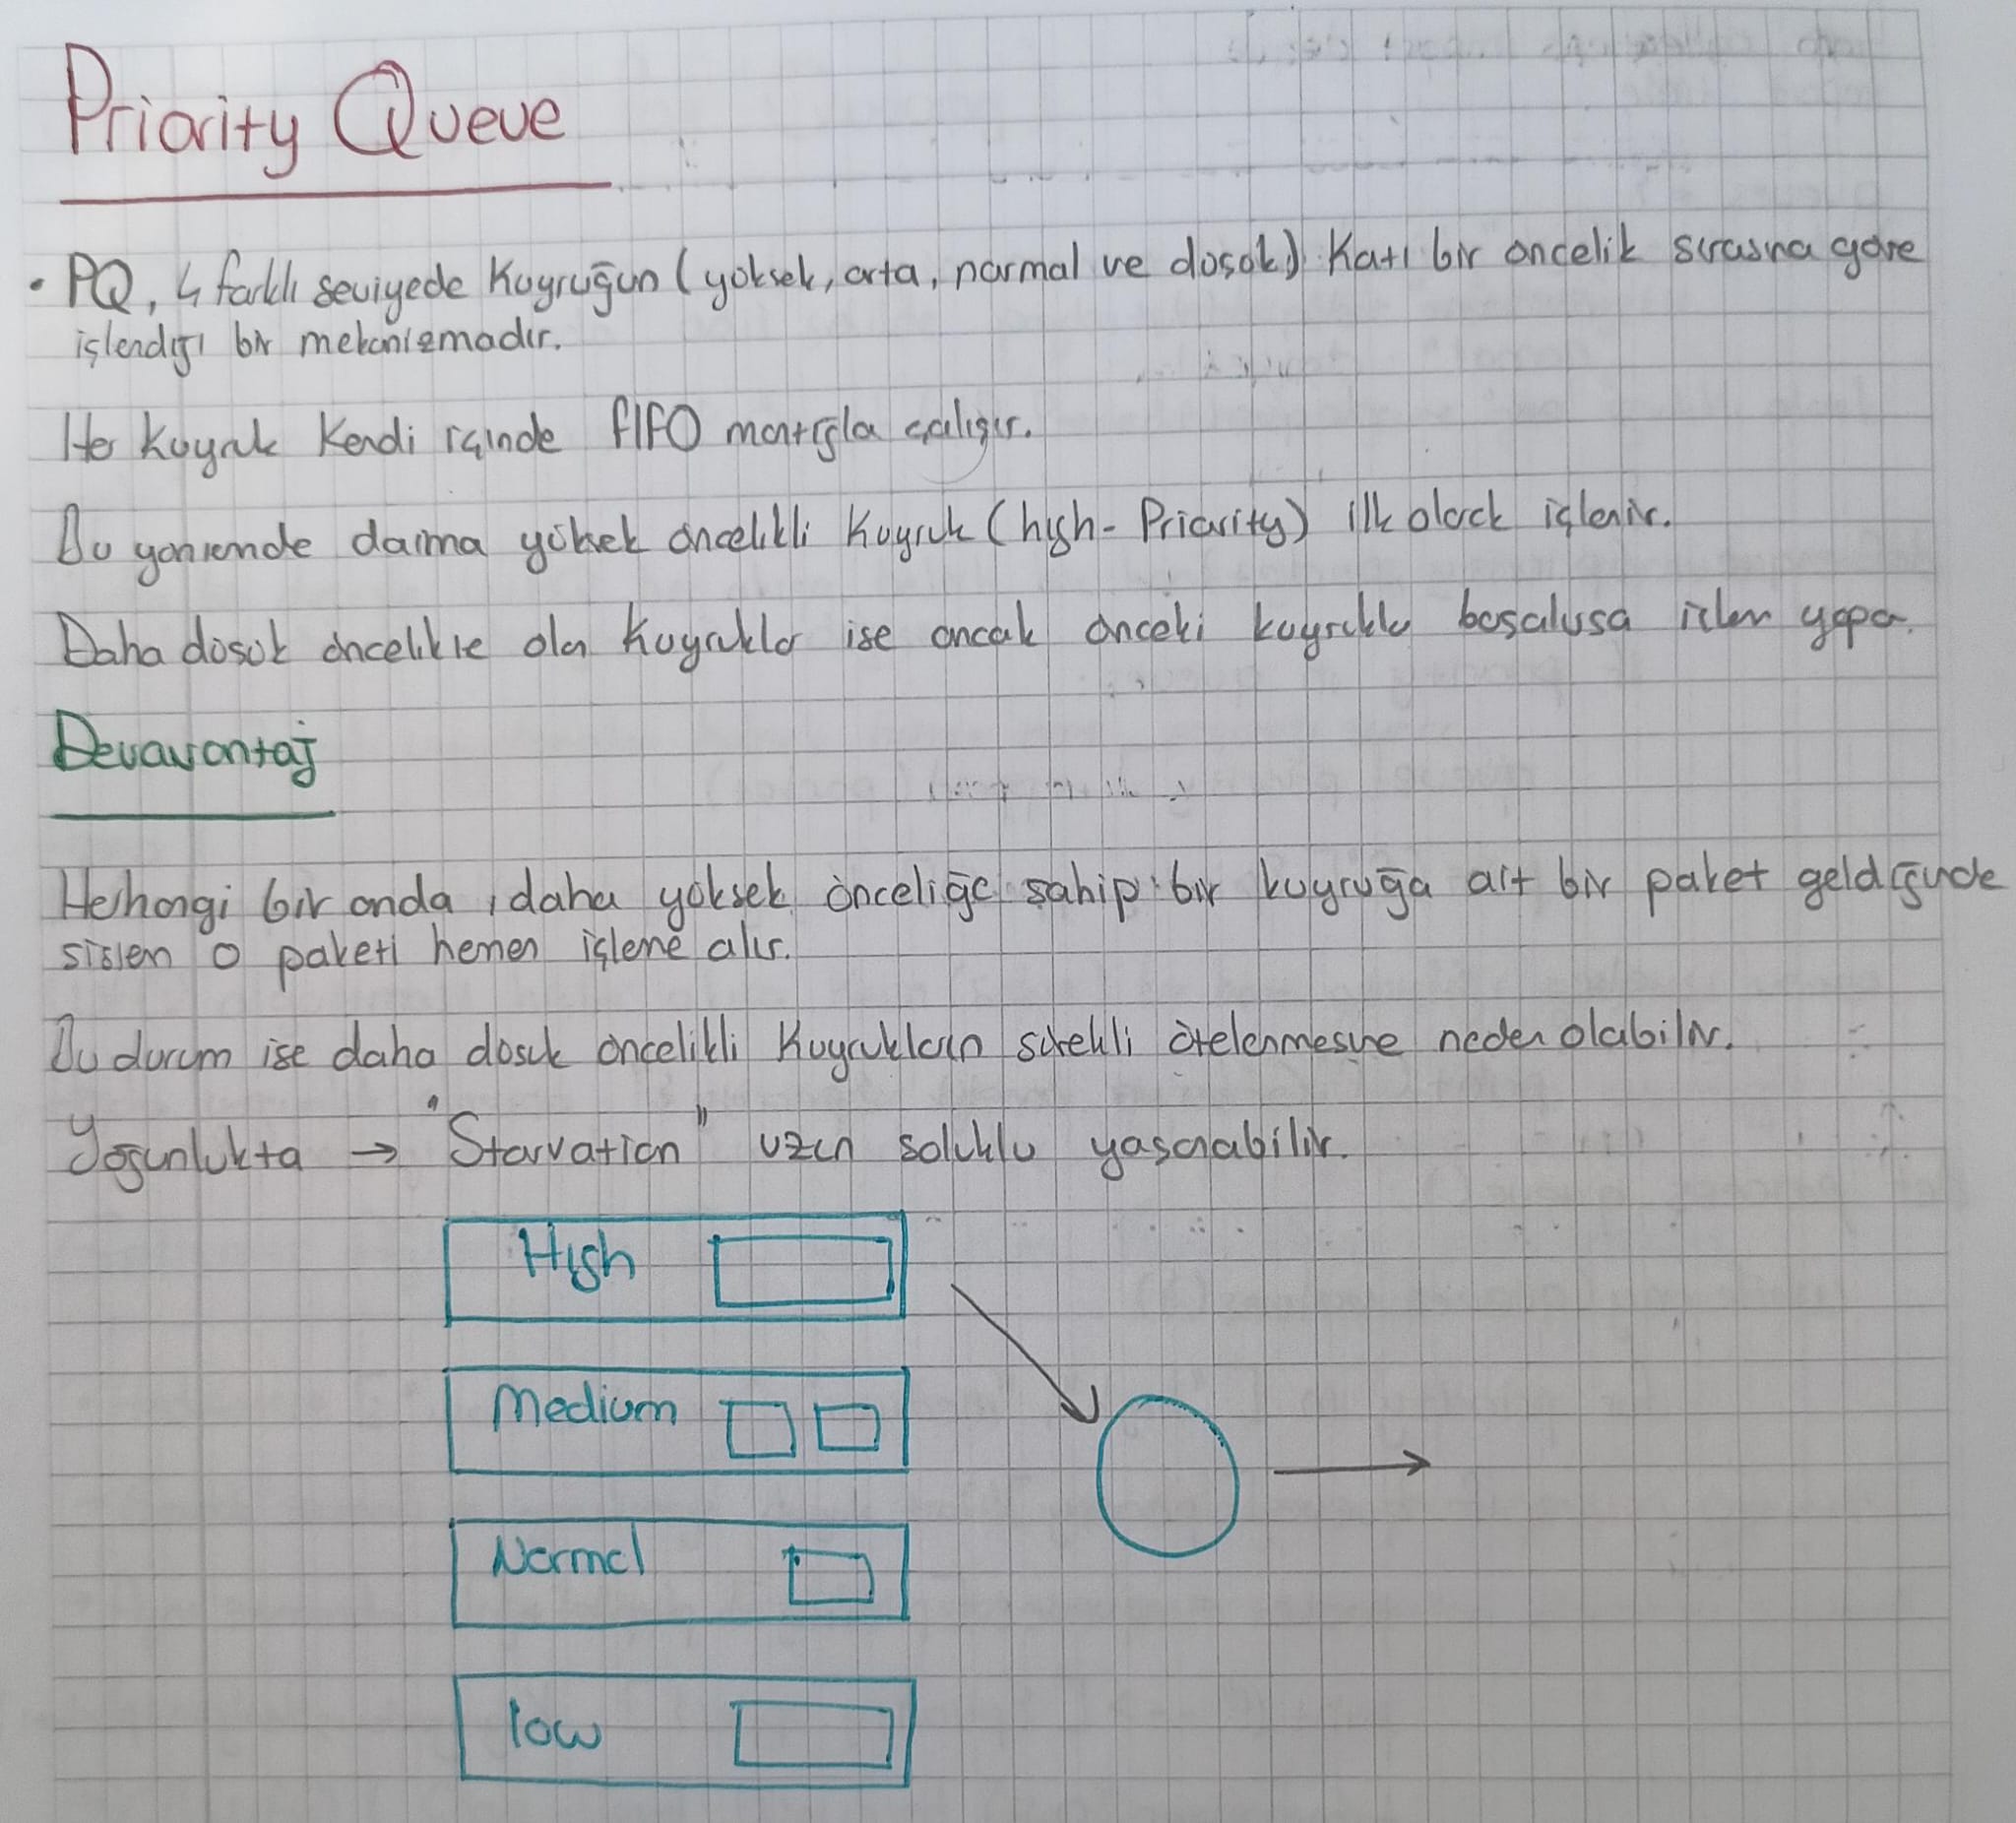 Priority Queue
• PQ, 4 farklı seviyede Kuyruğun (yüksek, orta, normal ve düşük) Katı bir öncelik sırasına göre
işlendiği bir mekanizmadır.
Her kuyruk Kendi içinde FIFO mantığla çalışır.
Bu yöntemde daima yüksek öncelikli Kuyruk (high-Priority) ilk olarak işlenir.
Daha düşük öncelikle olan Kuyruklar ise ancak önceki kuyruklar boşalırsa işlem yapar.
Devavantaj
Herhangi bir anda, daha yüksek önceliğe sahip bir kuyruğa ait bir paket geldiğinde
sistem o paketi hemen işleme alır.
Bu durum ise daha düşük öncelikli Kuyrukların sürekli ötelenmesine neden olabilir.
Yoğunlukta → "Starvation" uzun soluklu yaşanabilir.
High
Medium
Normal
low